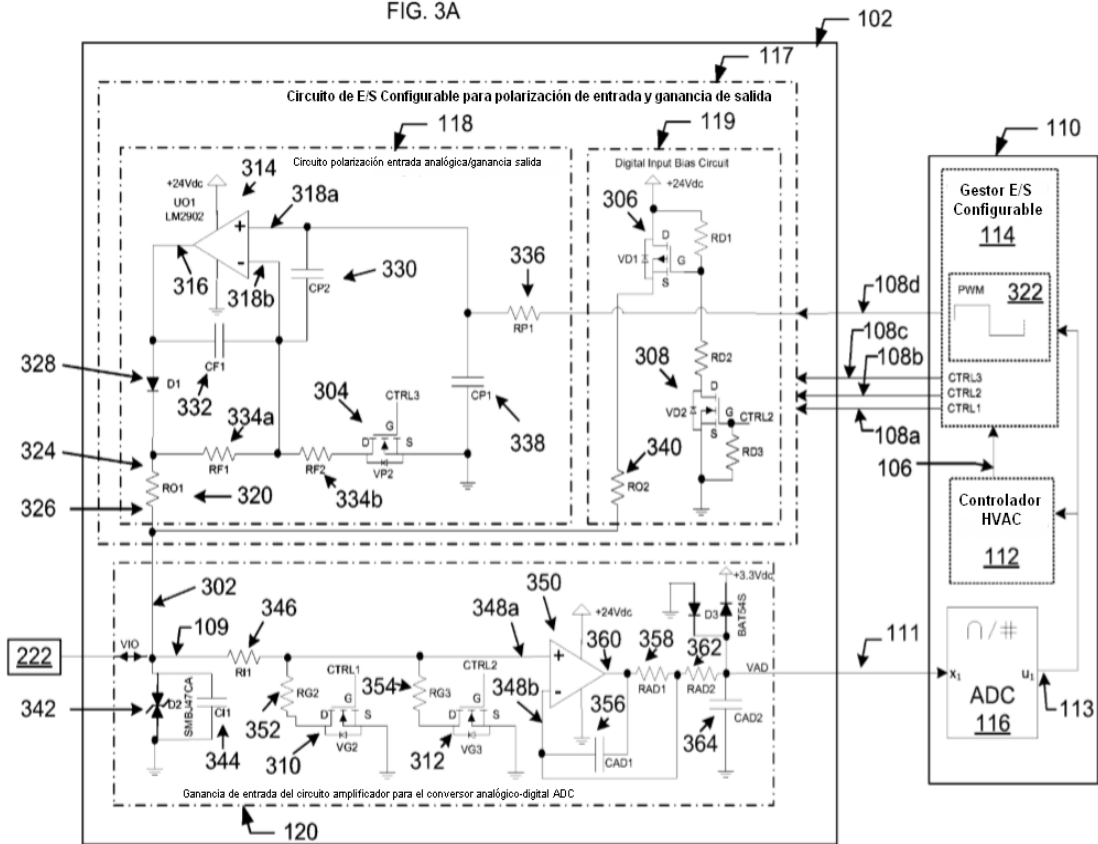 FIG. 3A
102
117
Circuito de E/S Configurable para polarización de entrada y ganancia de salida
118
119
110
Circuito polarización entrada analógica/ganancia salida
Digital Input Bias Circuit
Gestor E/S
Configurable
114
314
+24Vdc
UO1
LM2902
318a
+
-
316
318b
330
CP2
336
RP1
306
+24Vdc
D
G
S
VD1
RD1
108d
PWM
322
108c
108b
CTRL3
CTRL2
CTRL1
108a
328
D1
CF1
332
304
CTRL3
CP1
338
308
RD2
D
G
S
VD2
CTRL2
RD3
334a
RF1
RF2
334b
D
G
S
VP2
340
RO2
324
RO1
320
326
106
Controlador
HVAC
112
302
346
348a
350
+24Vdc
360
358
362
+3.3Vdc
D3
BAT54S
222
VIO
109
RI1
CTRL1
354
CTRL2
+
-
348b
RAD1
RAD2
VAD
111
∩/#
x1
u1
ADC
116
113
342
D2
SMBJ47CA
CI1
344
RG2
352
D
G
S
VG2
310
RG3
D
G
S
VG3
312
356
CAD1
364
CAD2
Ganancia de entrada del circuito amplificador para el conversor analógico-digital ADC
120